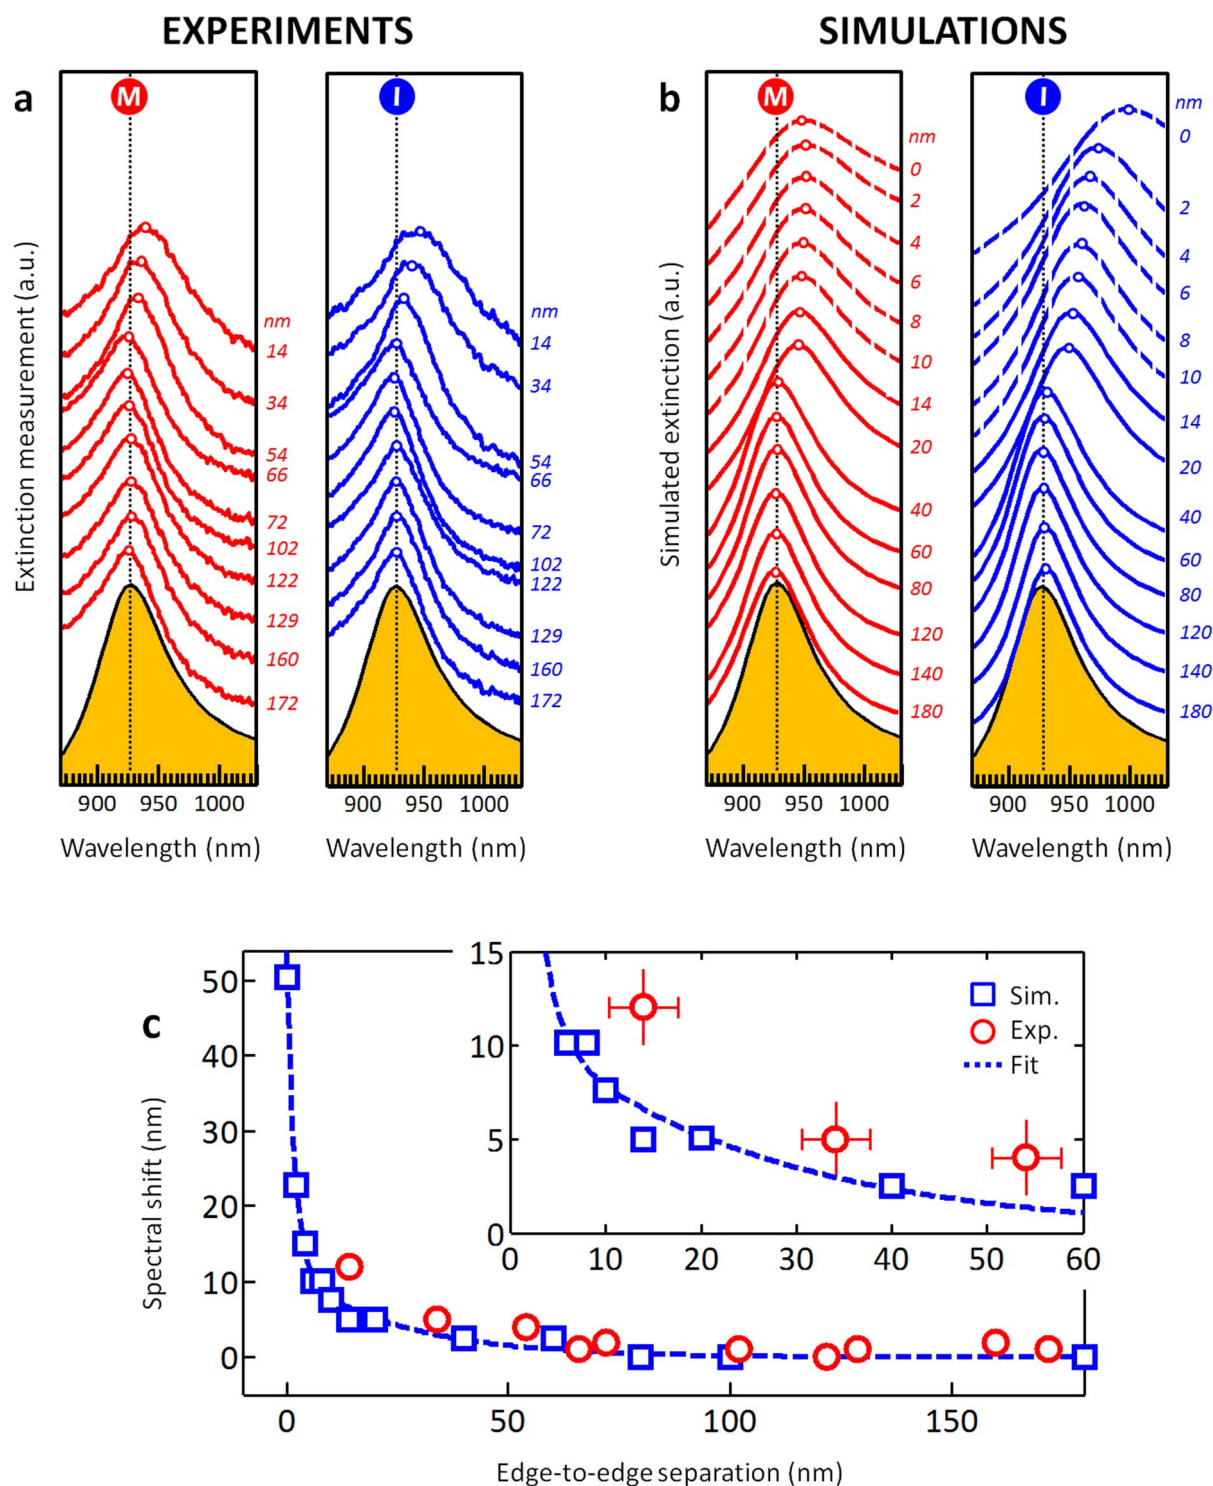 EXPERIMENTS
SIMULATIONS
a
M
I
Extinction measurement (a.u.)
nm
14
34
54
66
72
102
122
129
160
172
nm
14
34
54
66
72
102
122
129
160
172
900 950 1000
900 950 1000
Wavelength (nm)
Wavelength (nm)
b
M
I
Simulated extinction (a.u.)
nm
0
2
4
6
8
10
14
20
40
60
80
120
140
180
nm
0
2
4
6
8
10
14
20
40
60
80
120
140
180
900 950 1000
900 950 1000
Wavelength (nm)
Wavelength (nm)
c
Spectral shift (nm)
50
40
30
20
10
0
0 50 100 150
Edge-to-edge separation (nm)
15
10
5
0
0 10 20 30 40 50 60
Sim.
Exp.
Fit